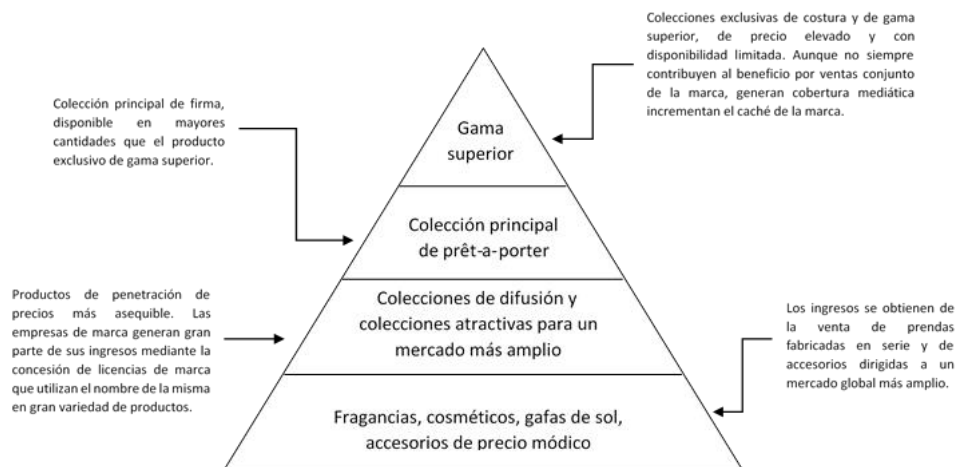 Colecciones exclusivas de costura y de gama
superior, de precio elevado y con
disponibilidad limitada. Aunque no siempre
contribuyen al beneficio por ventas conjunto
de la marca, generan cobertura mediática
incrementan el caché de la marca.
Colección principal de firma,
disponible en mayores
cantidades que el producto
exclusivo de gama superior.
Gama
superior
Colección principal
de prêt-a-porter
Productos de penetración de
precios más asequible. Las
empresas de marca generan gran
parte de sus ingresos mediante la
concesión de licencias de marca
que utilizan el nombre de la misma
en gran variedad de productos.
Colecciones de difusión y
colecciones atractivas para un
mercado más amplio
Los ingresos se obtienen de
la venta de prendas
fabricadas en serie y de
accesorios dirigidas a un
mercado global más amplio.
Fragancias, cosméticos, gafas de sol,
accesorios de precio módico